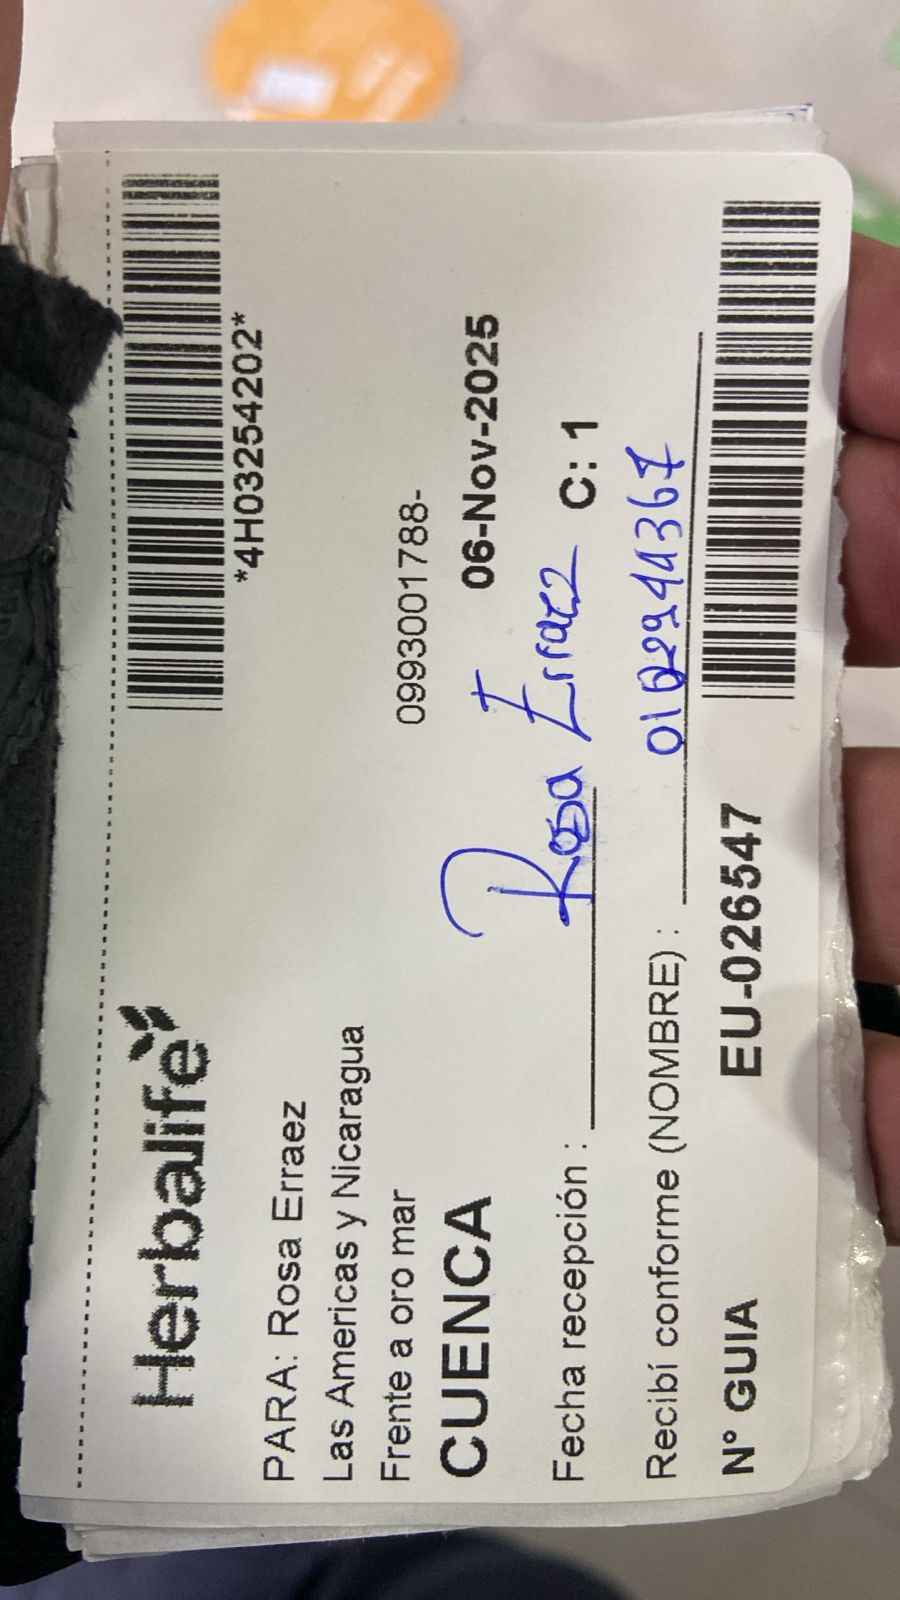 *4H03254202*
Herbalife
PARA: Rosa Erraez
Las Americas y Nicaragua
Frente a oro mar 0993001788-
CUENCA 06-Nov-2025
Fecha recepción : Rosa Erraez C: 1
Recibí conforme (NOMBRE) :
N° GUIA EU-026547